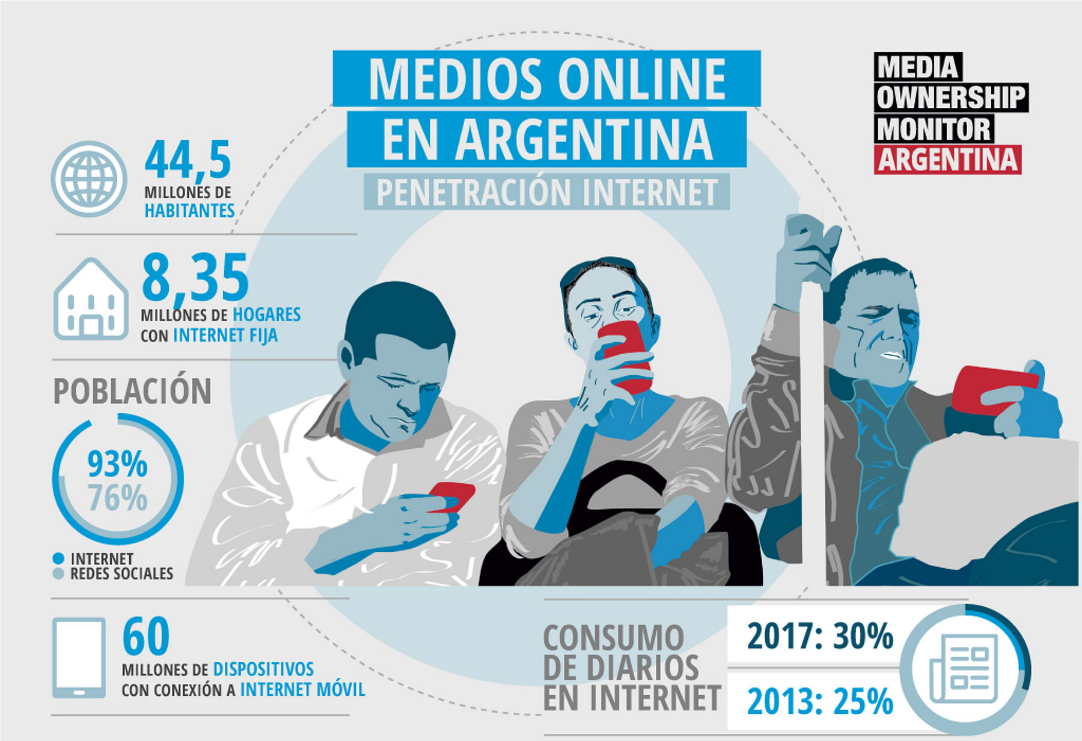 MEDIOS ONLINE
EN ARGENTINA
PENETRACIÓN INTERNET
MEDIA
OWNERSHIP
MONITOR
ARGENTINA
44,5
MILLONES DE
HABITANTES
8,35
MILLONES DE HOGARES
CON INTERNET FIJA
POBLACIÓN
93%
76%
INTERNET
REDES SOCIALES
60
MILLONES DE DISPOSITIVOS
CON CONEXIÓN A INTERNET MÓVIL
CONSUMO
DE DIARIOS
EN INTERNET
2017: 30%
2013: 25%